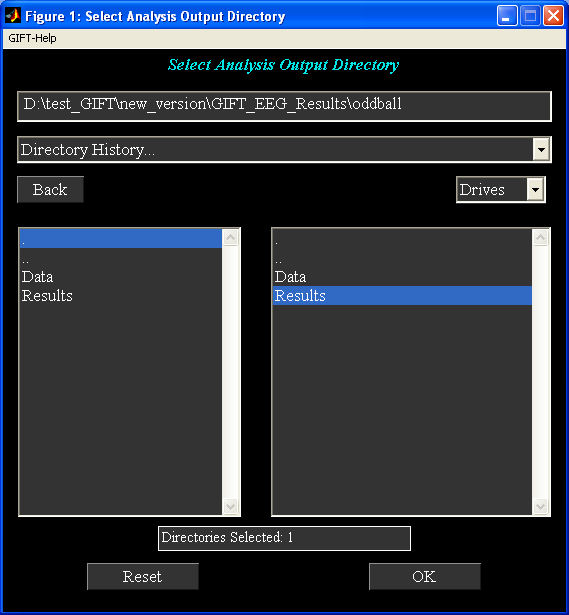 Figure 1: Select Analysis Output Directory
GIFT-Help
Select Analysis Output Directory
D:\test_GIFT\new_version\GIFT_EEG_Results\oddball
Directory History...
Back
Drives
.
..
Data
Results
.
..
Data
Results
Directories Selected: 1
Reset
OK